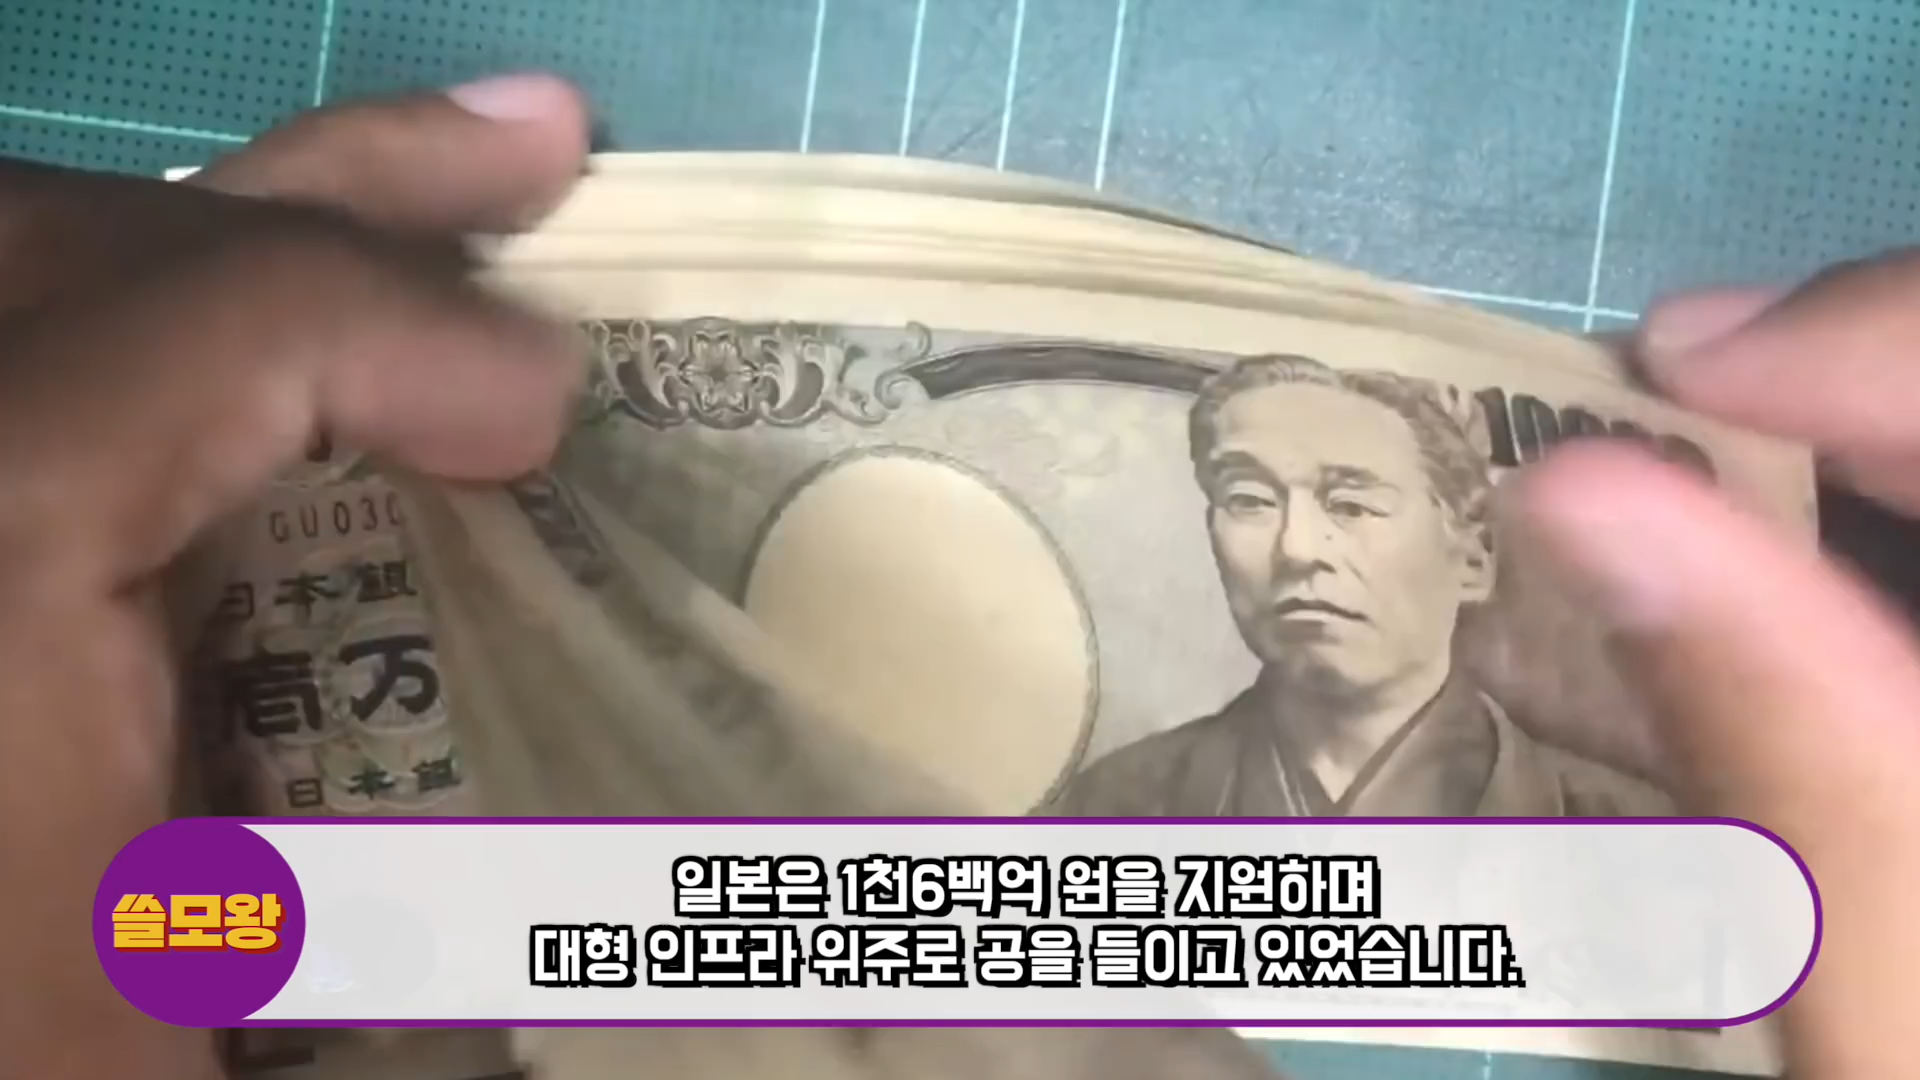 GU030
日本銀
壱万
日本銀
쓸모왕
일본은 1천6백억 원을 지원하며
대형 인프라 위주로 공을 들이고 있었습니다.